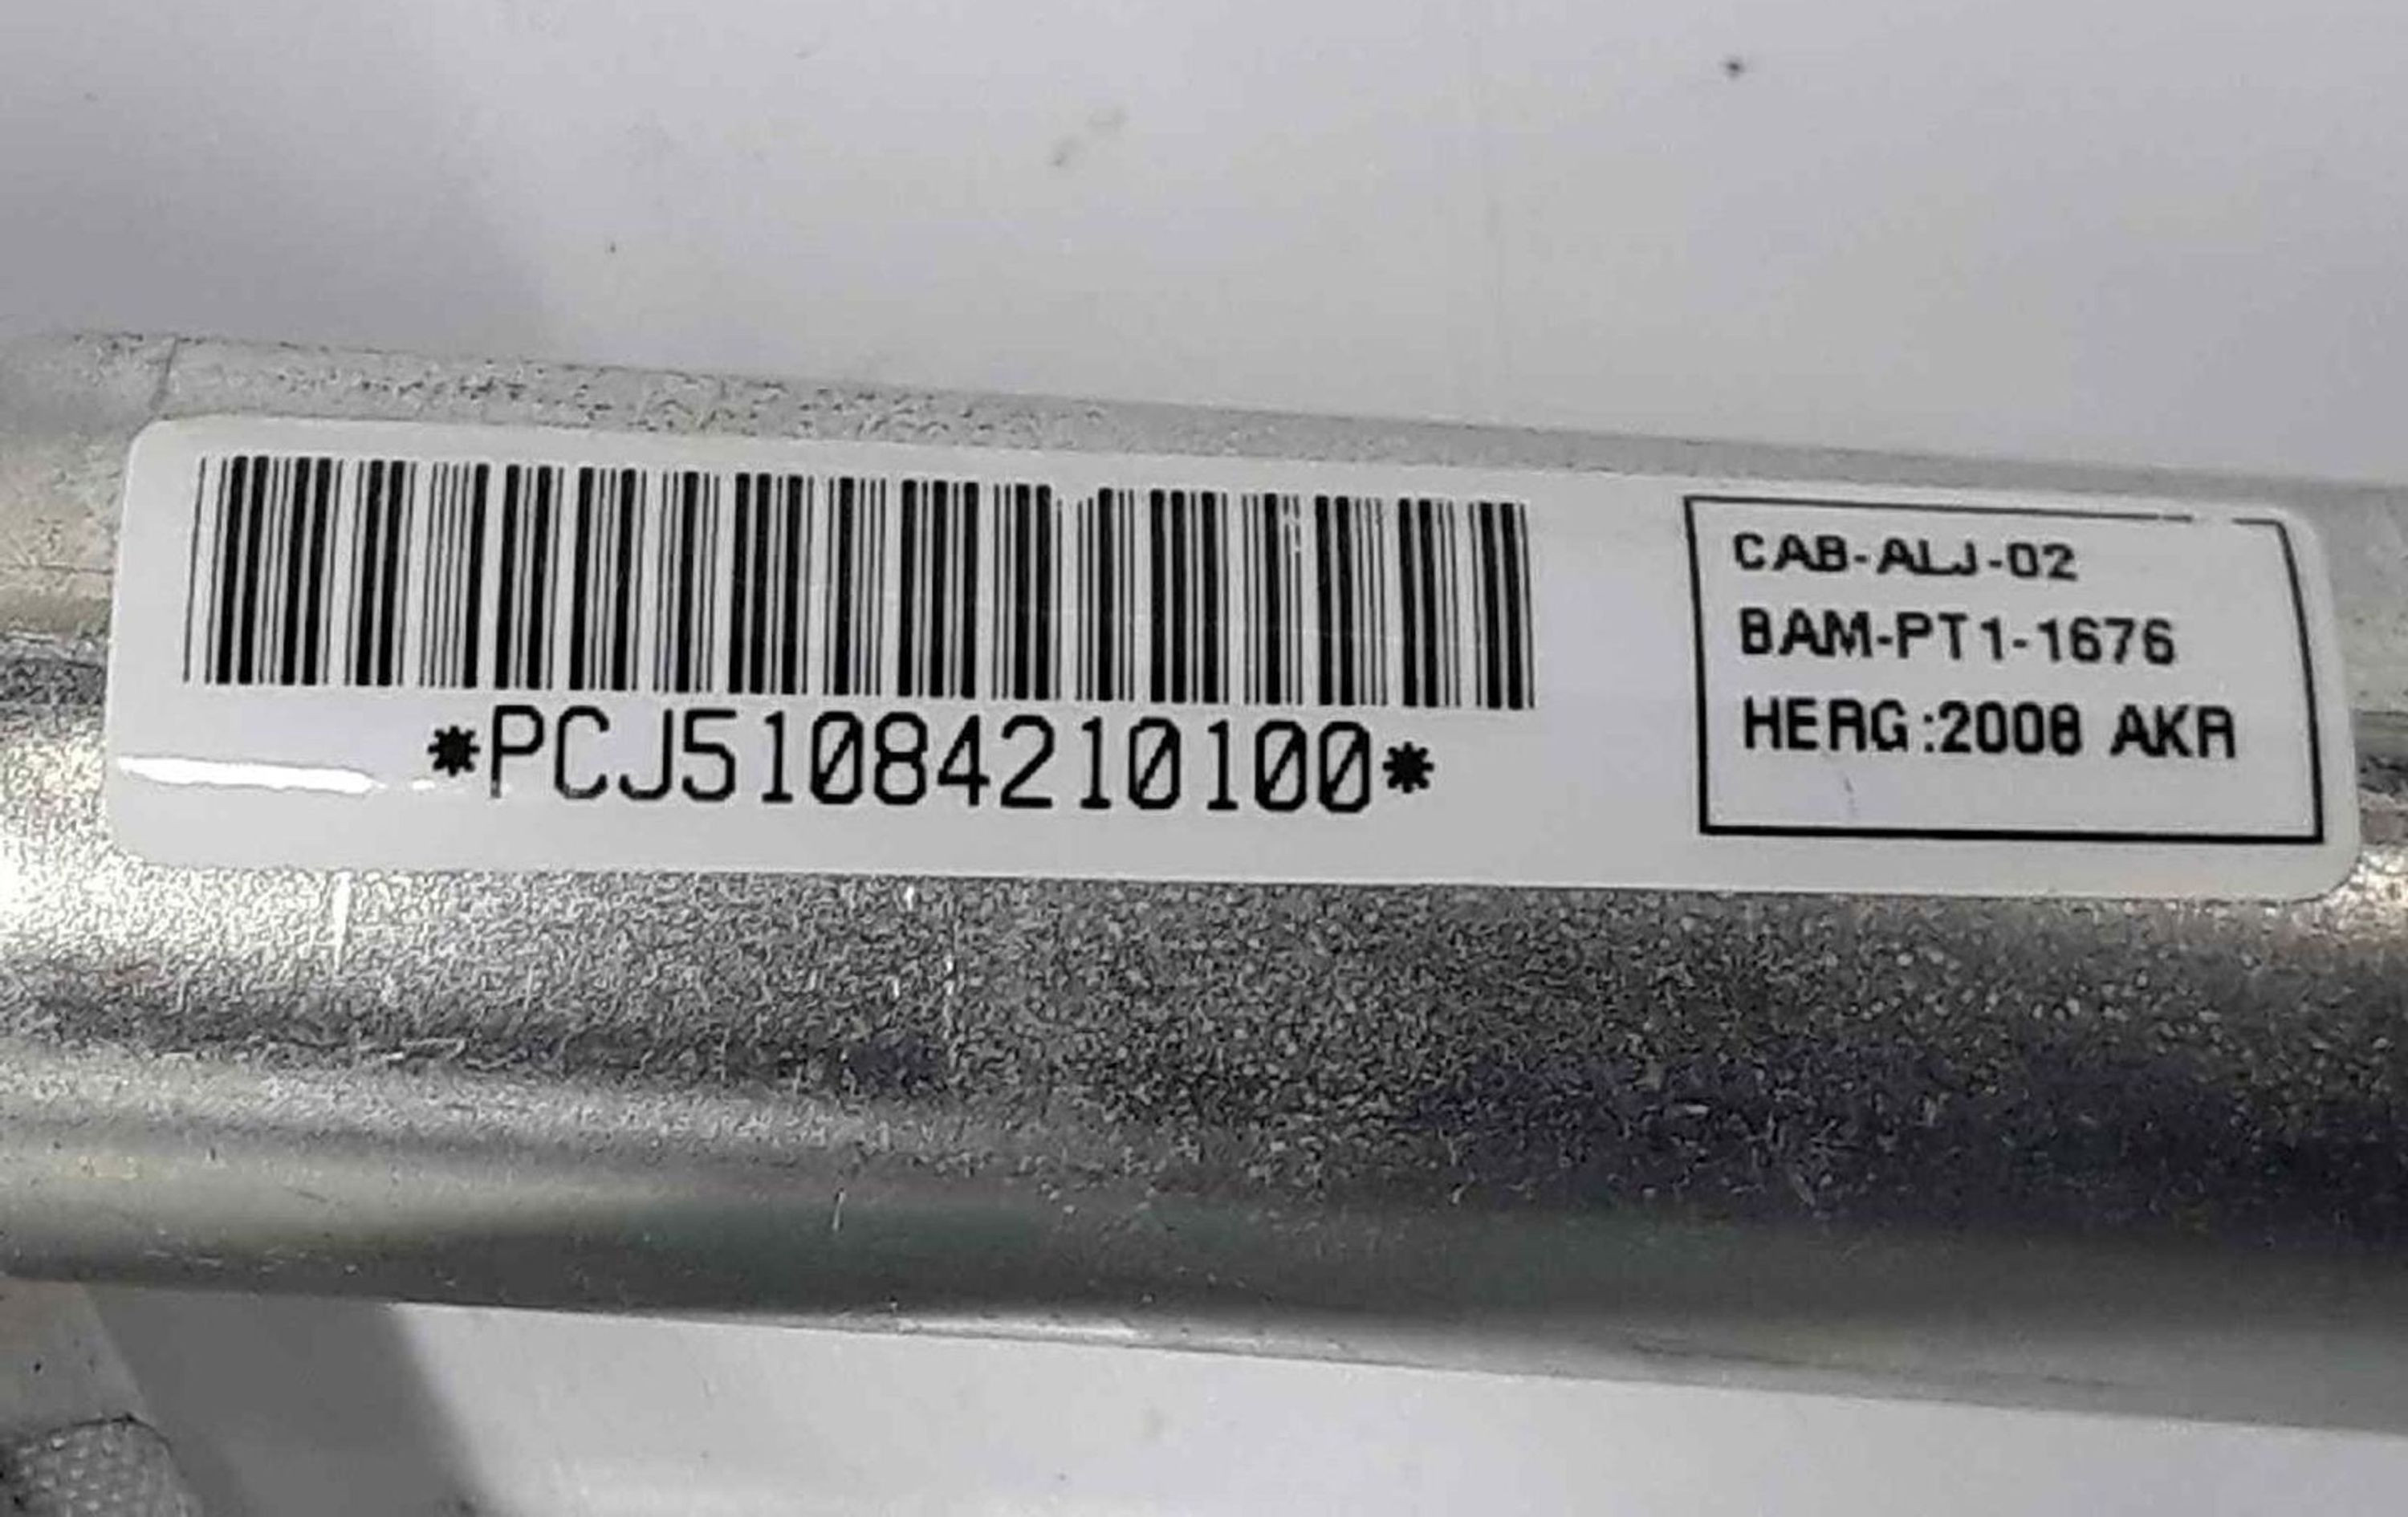 *PCJ51084210100*
CAB-ALJ-02
BAM-PT1-1676
HERG:2008 AKR